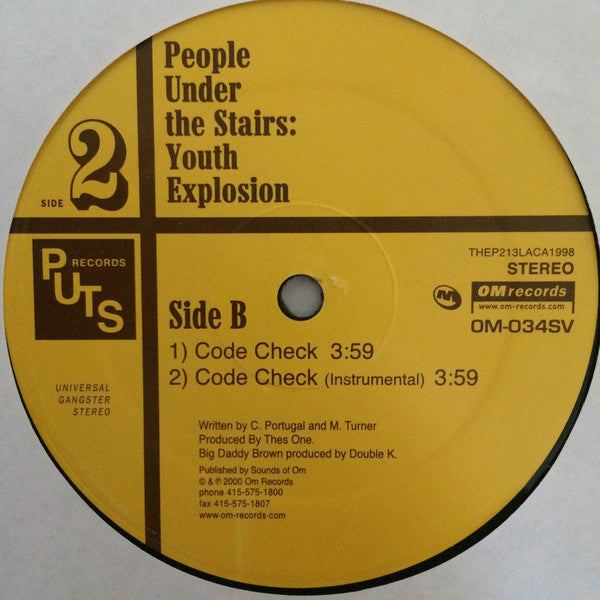 People
Under
the Stairs:
Youth
Explosion
SIDE 2
PUTS RECORDS
UNIVERSAL
GANGSTER
STEREO
THEP213LACA1998
STEREO
OM records
www.om-records.com
OM-034SV
Side B
1) Code Check 3:59
2) Code Check (Instrumental) 3:59
Written by C. Portugal and M. Turner
Produced By Thes One.
Big Daddy Brown produced by Double K.
Published by Sounds of Om
© & ℗ 2000 Om Records
phone 415-575-1800
fax 415-575-1807
www-om-records.com